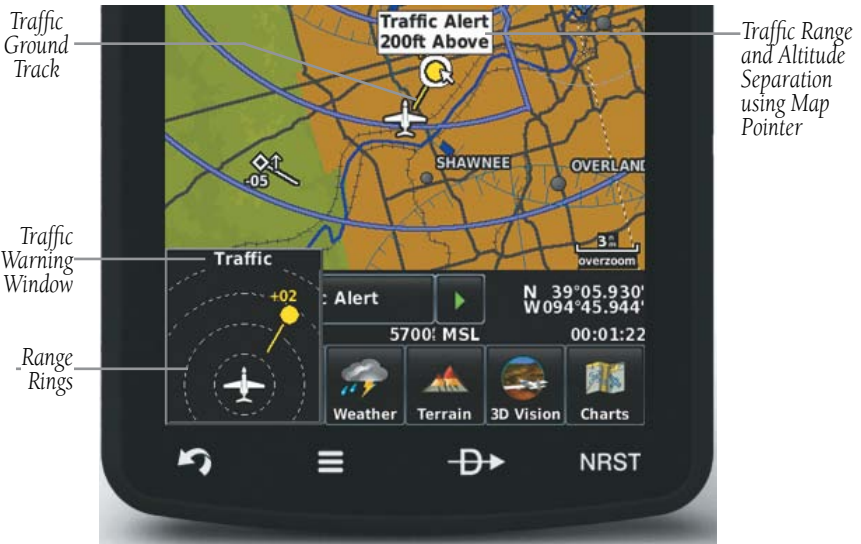 Traffic
Ground
Track
Traffic Alert
200ft Above
Traffic Range
and Altitude
Separation
using Map
Pointer
SHAWNEE
OVERLAND
-05
3 n m
overzoom
Traffic
Warning
Window
Traffic
+02
c Alert
N 39°05.930'
W094°45.944'
5700 ft MSL
00:01:22
Range
Rings
Weather
Terrain
3D Vision
Charts
D
NRST